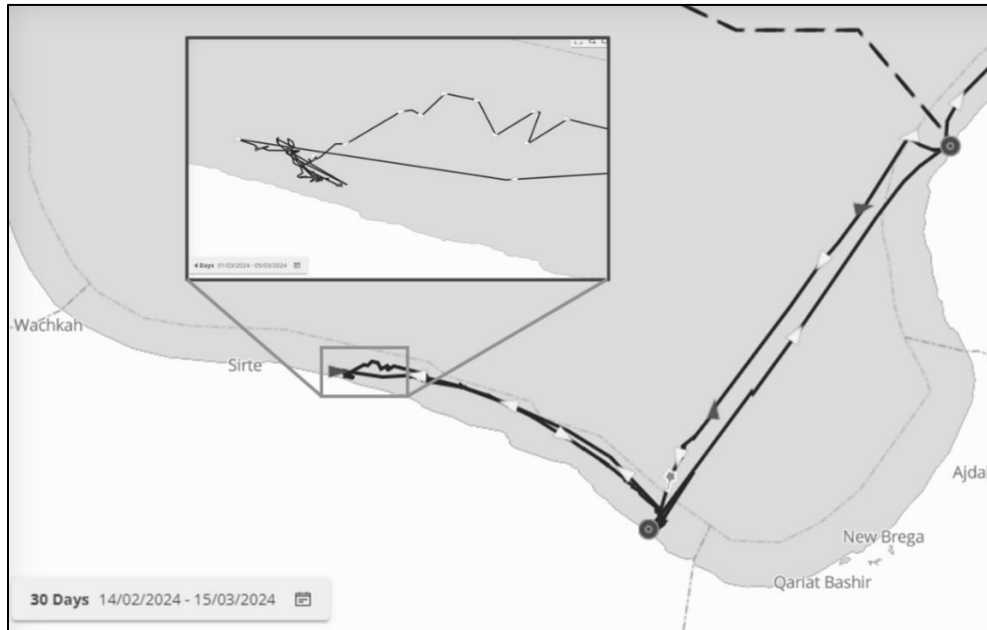 4 Days 01/03/2024 - 05/03/2024
Wachkah
Sirte
Ajda
New Brega
Qariat Bashir
30 Days 14/02/2024 - 15/03/2024